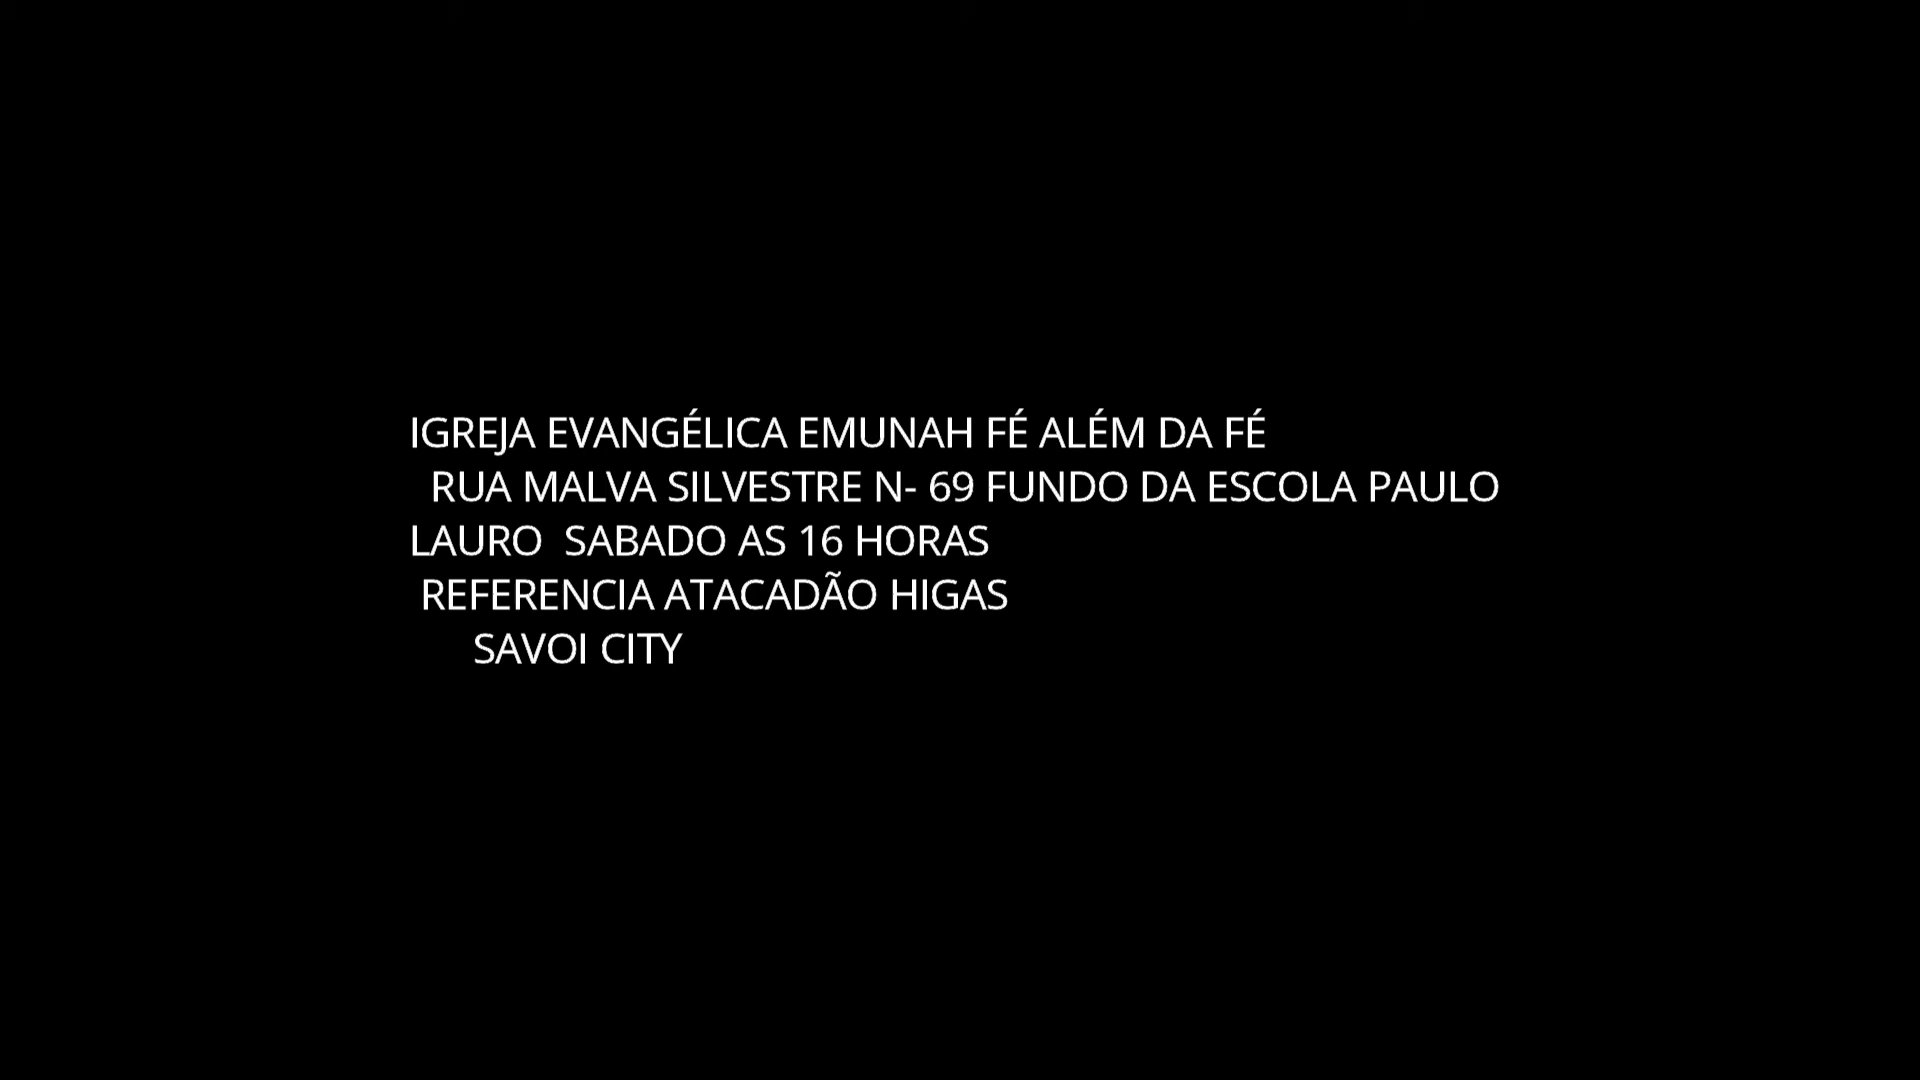 IGREJA EVANGÉLICA EMUNAH FÉ ALÉM DA FÉ
RUA MALVA SILVESTRE N- 69 FUNDO DA ESCOLA PAULO
LAURO  SABADO AS 16 HORAS
REFERENCIA ATACADÃO HIGAS
SAVOI CITY